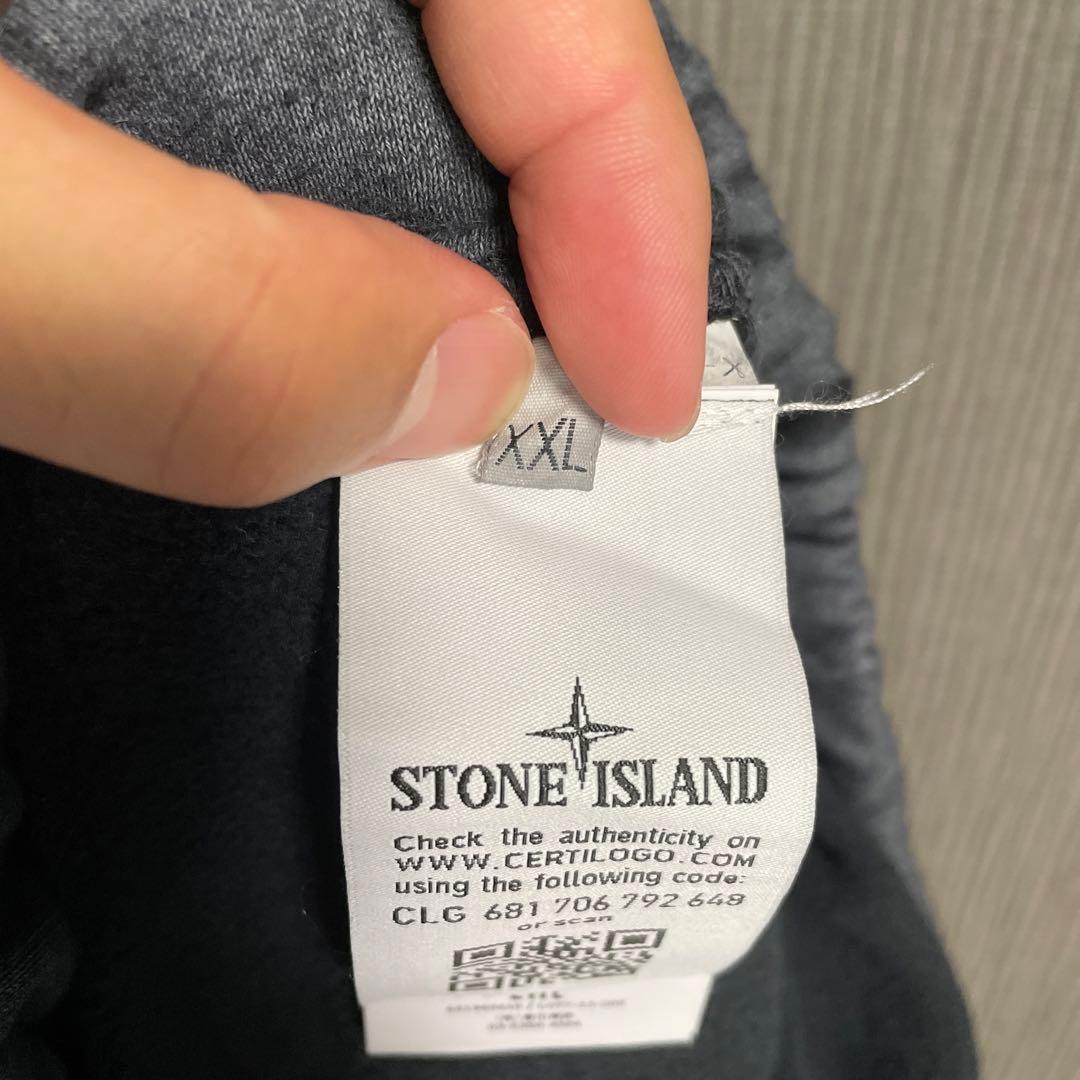 XXL
STONE ISLAND
Check the authenticity on
WWW.CERTILOGO.COM
using the following code:
CLG 681 706 792 648
or scan